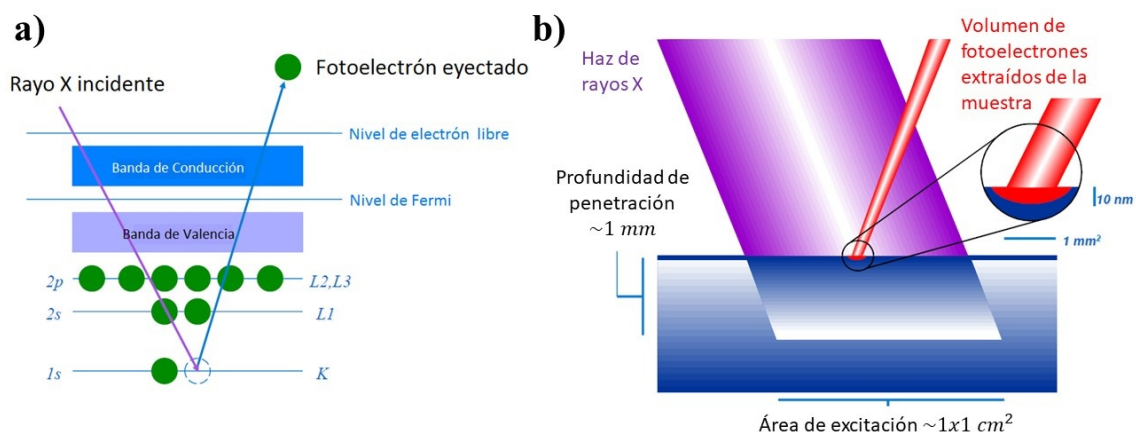 a)
Fotoelectrón eyectado
Rayo X incidente
Nivel de electrón libre
Banda de Conducción
Nivel de Fermi
Banda de Valencia
2p
L2,L3
2s
L1
1s
K
b)
Haz de
rayos X
Volumen de
fotoelectrones
extraídos de la
muestra
Profundidad de
penetración
~1 mm
10 nm
1 mm²
Área de excitación ~1x1 cm²